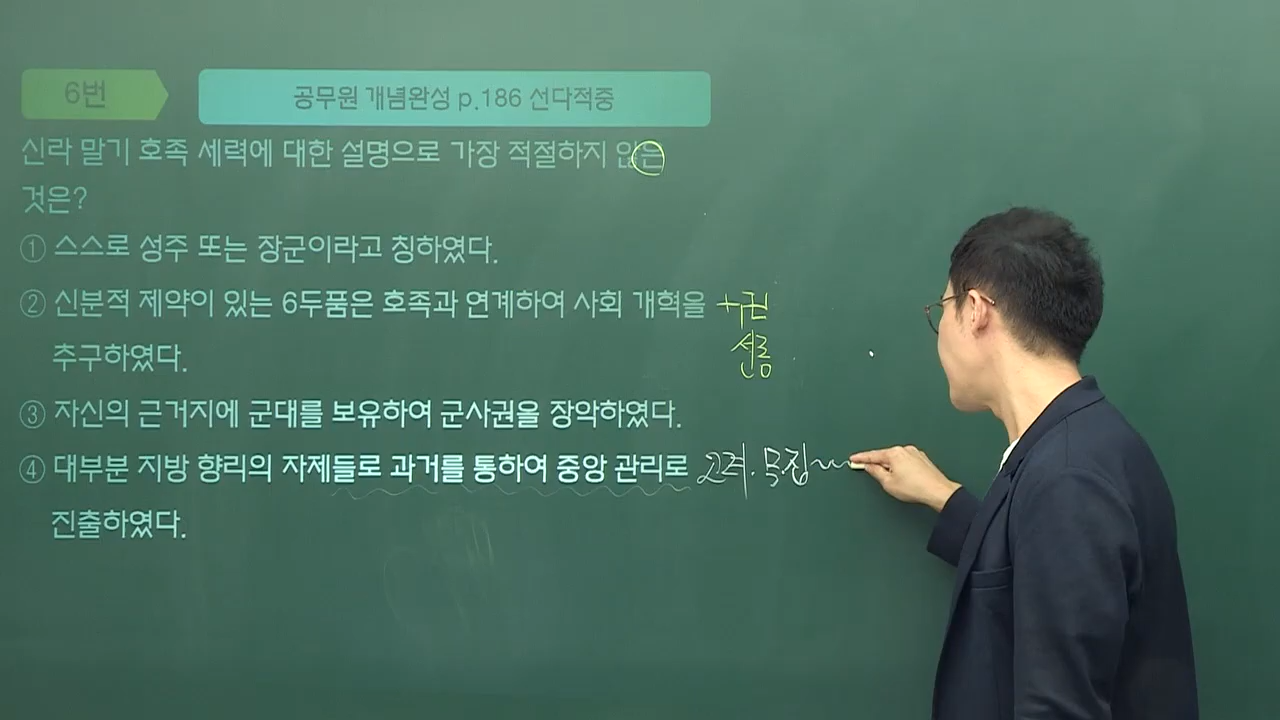 6번
공무원 개념완성 p.186 선다적중
신라 말기 호족 세력에 대한 설명으로 가장 적절하지 않은
것은?
① 스스로 성주 또는 장군이라고 칭하였다.
② 신분적 제약이 있는 6두품은 호족과 연계하여 사회 개혁을
추구하였다.
선종
③ 자신의 근거지에 군대를 보유하여 군사권을 장악하였다.
④ 대부분 지방 향리의 자제들로 과거를 통하여 중앙 관리로
진출하였다.